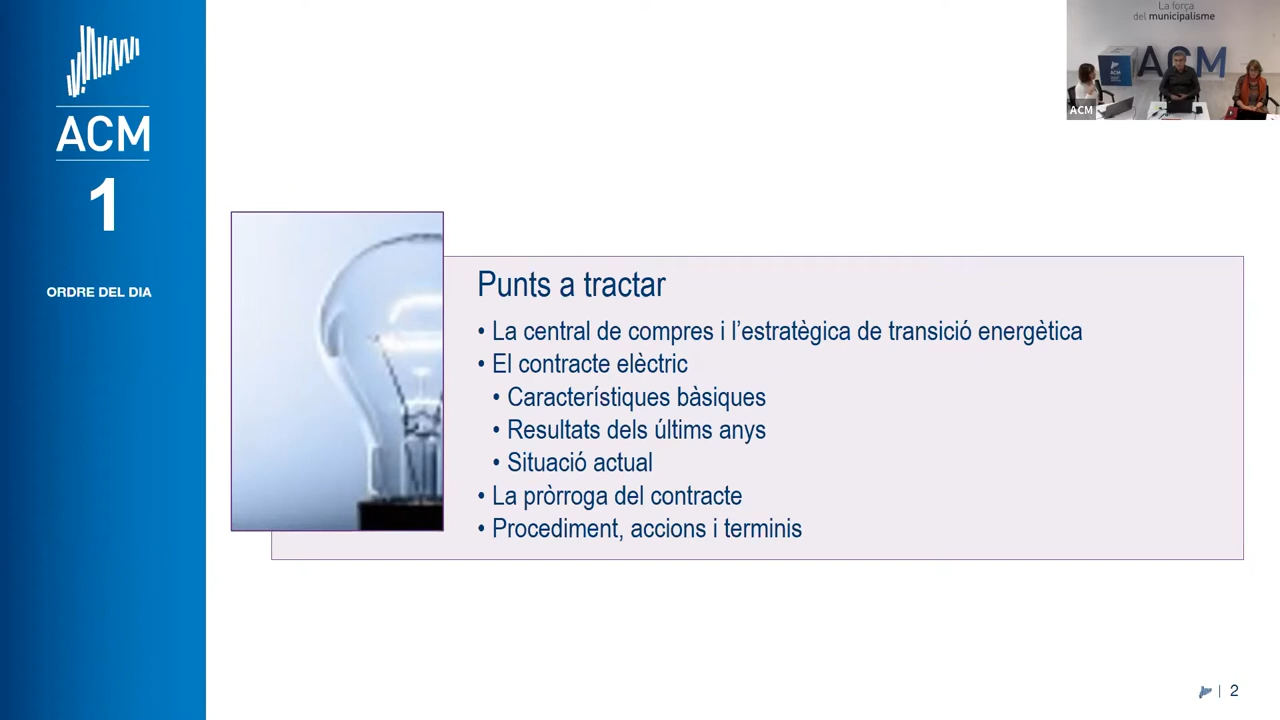 ACM
1
ORDRE DEL DIA
La força
del municipalisme
ACM
ACM
ACM
Punts a tractar
• La central de compres i l’estratègica de transició energètica
• El contracte elèctric
• Característiques bàsiques
• Resultats dels últims anys
• Situació actual
• La pròrroga del contracte
• Procediment, accions i terminis
| 2